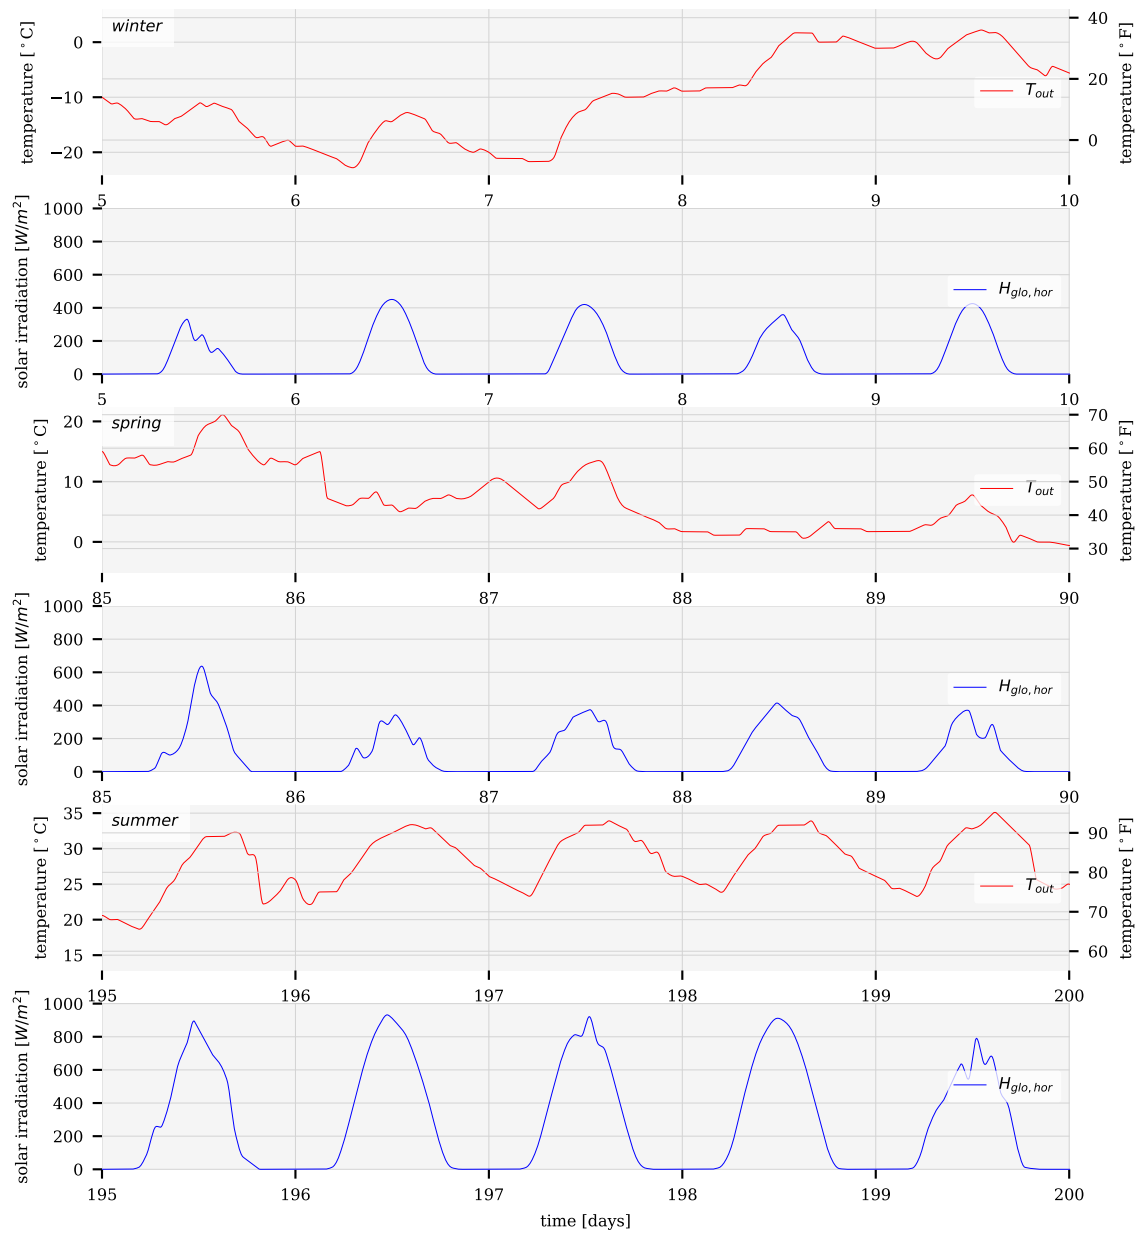 winter
temperature [°C]
0
−10
−20
40
20
0
temperature [°F]
T_out
5 6 7 8 9 10
solar irradiation [W/m²]
1000
800
600
400
200
0
H_glo,hor
5 6 7 8 9 10
spring
temperature [°C]
20
10
0
70
60
50
40
30
temperature [°F]
T_out
85 86 87 88 89 90
solar irradiation [W/m²]
1000
800
600
400
200
0
H_glo,hor
85 86 87 88 89 90
summer
temperature [°C]
35
30
25
20
15
90
80
70
60
temperature [°F]
T_out
195 196 197 198 199 200
solar irradiation [W/m²]
1000
800
600
400
200
0
H_glo,hor
195 196 197 198 199 200
time [days]